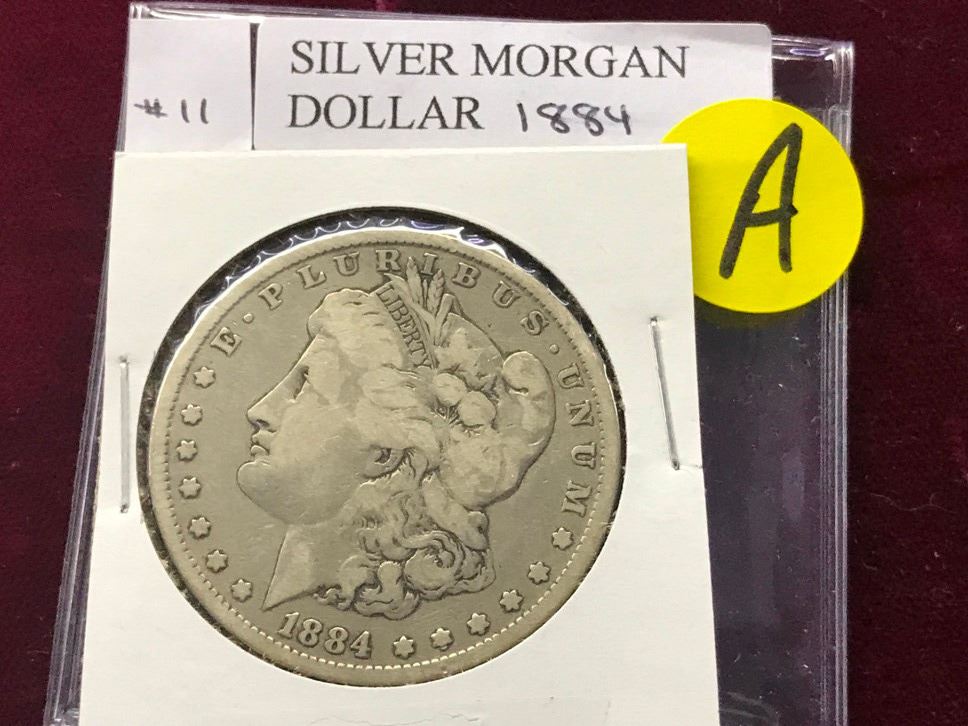 #11
SILVER MORGAN
DOLLAR 1884
A
E · PLURIBUS · UNUM
LIBERTY
1884